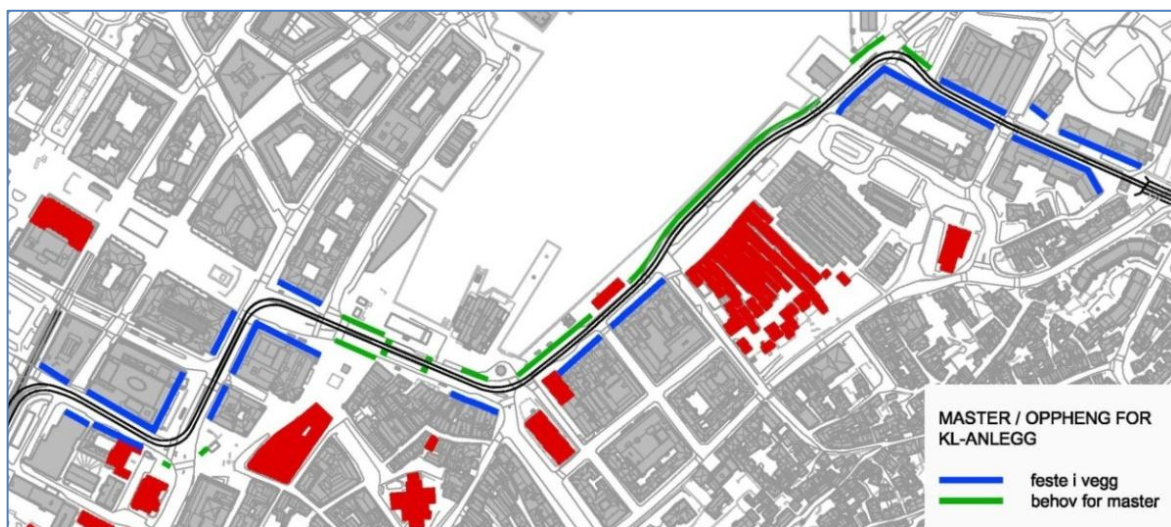 MASTER / OPPHENG FOR
KL-ANLEGG
feste i vegg
behov for master